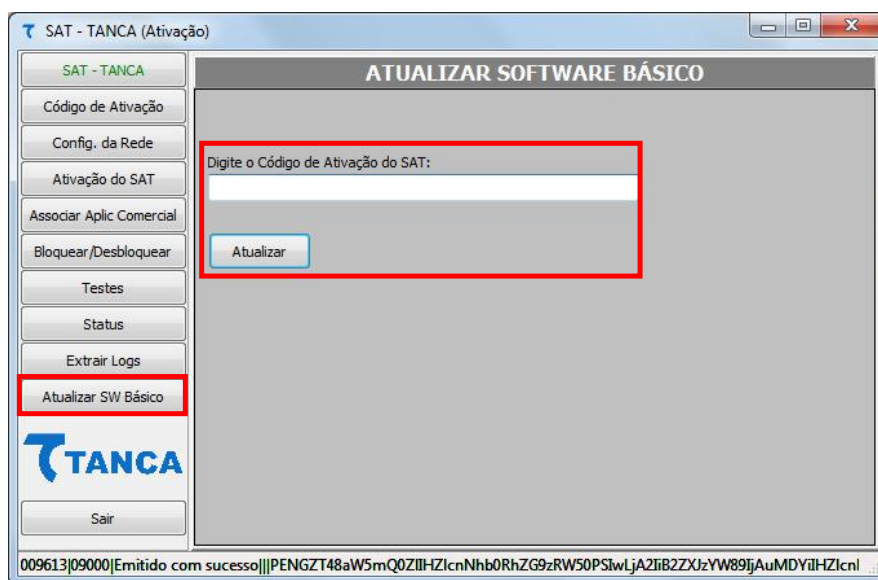 SAT - TANCA (Ativação)
SAT - TANCA
Código de Ativação
Config. da Rede
Ativação do SAT
Associar Aplic Comercial
Bloquear/Desbloquear
Testes
Status
Extrair Logs
Atualizar SW Básico
TANCA
Sair
ATUALIZAR SOFTWARE BÁSICO
Digite o Código de Ativação do SAT:
Atualizar
009613|09000|Emitido com sucesso|||PENGZT48aW5mQ0ZlIHZlcnNhb0RhZG9zRW50PSIwLjA2IiB2ZXJzYW89IjAuMDYiIHZlcnl